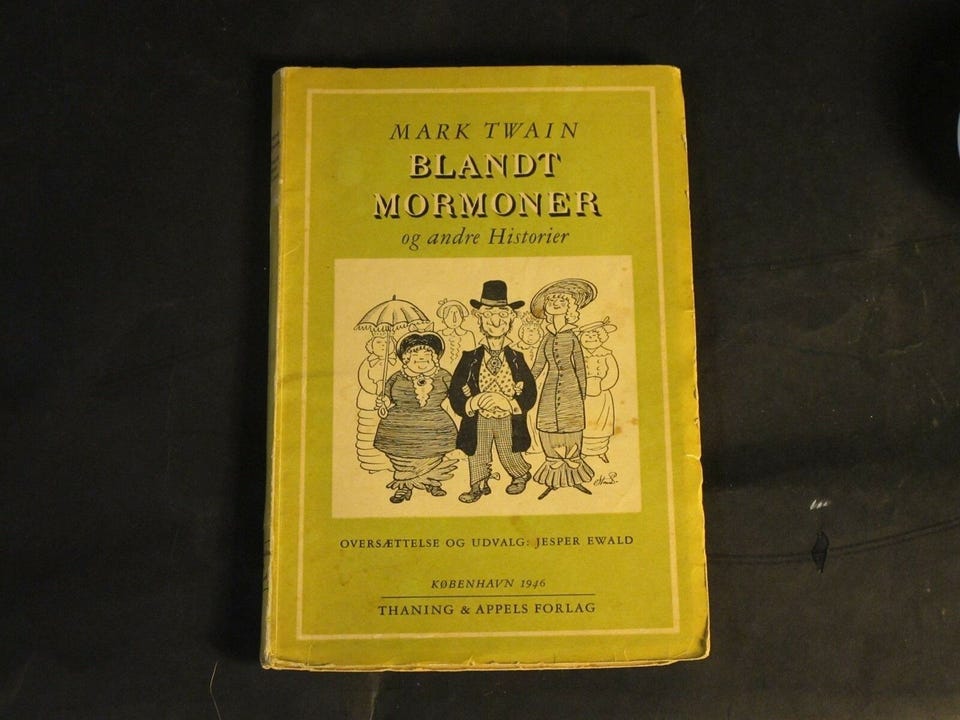 MARK TWAIN
BLANDT
MORMONER
og andre Historier
OVERSÆTTELSE OG UDVALG: JESPER EWALD
KØBENHAVN 1946
THANING & APPELS FORLAG